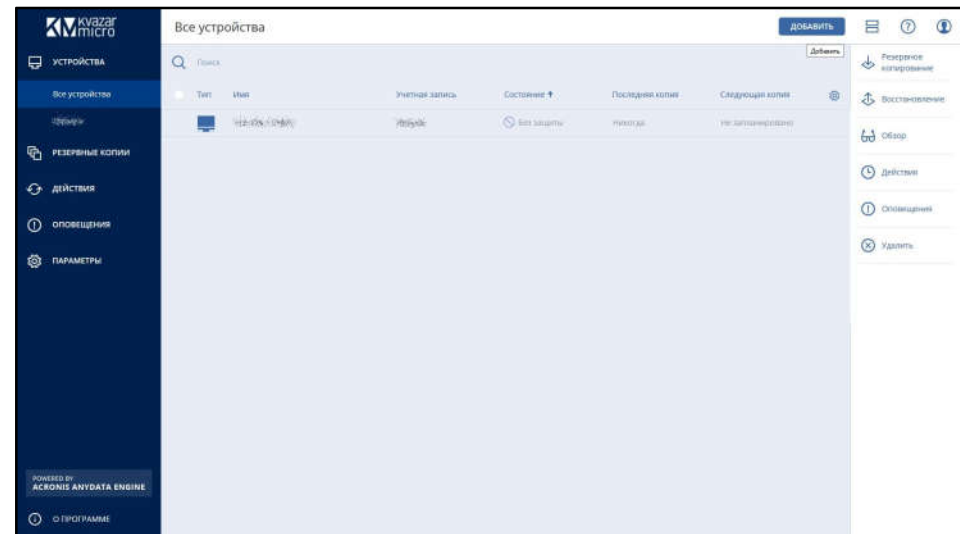 kvazar
micro
Все устройства
ДОБАВИТЬ
Добавить
УСТРОЙСТВА
Все устройства
РЕЗЕРВНЫЕ КОПИИ
ДЕЙСТВИЯ
ОПОВЕЩЕНИЯ
ПАРАМЕТРЫ
POWERED BY
ACRONIS ANYDATA ENGINE
О ПРОГРАММЕ
Поиск
Тип Имя Учетная запись Состояние Последняя копия Следующая копия
Без защиты Никогда Не запланировано
Резервное
копирование
Восстановление
Обзор
Действия
Оповещения
Удалить